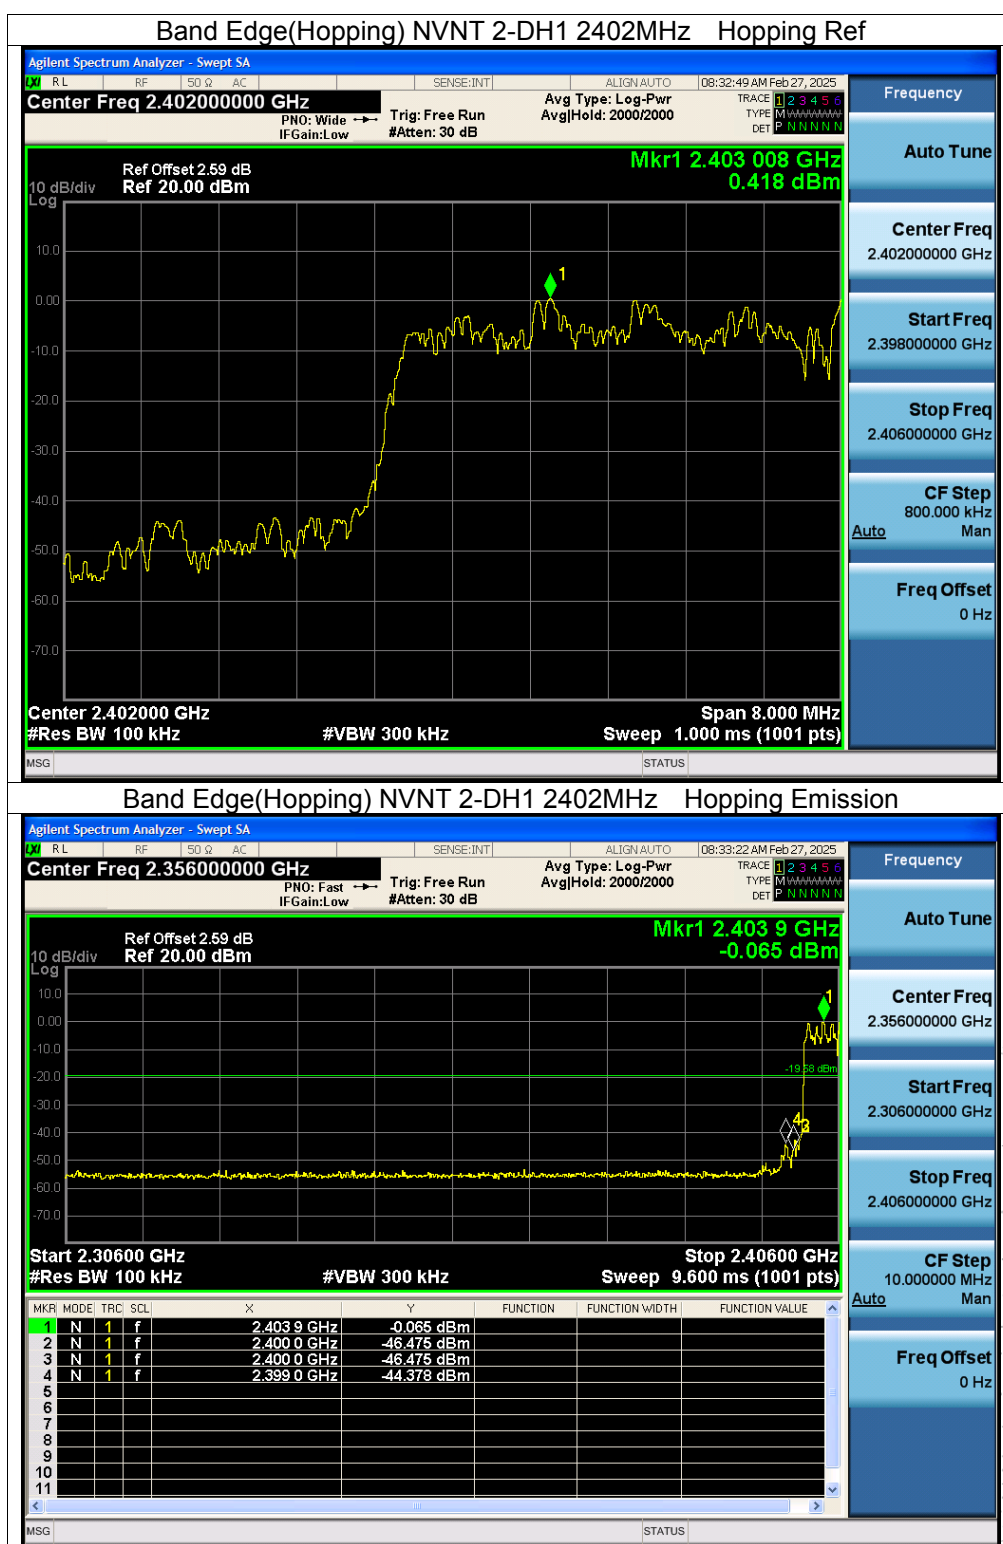 Band Edge(Hopping) NVNT 2-DH1 2402MHz Hopping Ref
Agilent Spectrum Analyzer - Swept SA
LXI RL RF 50 Ω AC SENSE:INT ALIGN AUTO 08:32:49 AM Feb 27, 2025
Center Freq 2.402000000 GHz
PNO: Wide
IFGain:Low
Trig: Free Run
#Atten: 30 dB
Avg Type: Log-Pwr
Avg|Hold: 2000/2000
TRACE 1 2 3 4 5 6
TYPE MWWWWW
DET P N N N N N
Ref Offset 2.59 dB
10 dB/div Ref 20.00 dBm
Log
Mkr1 2.403 008 GHz
0.418 dBm
10.0
0.00
-10.0
-20.0
-30.0
-40.0
-50.0
-60.0
-70.0
1
Center 2.402000 GHz Span 8.000 MHz
#Res BW 100 kHz #VBW 300 kHz Sweep 1.000 ms (1001 pts)
MSG STATUS
Frequency
Auto Tune
Center Freq
2.402000000 GHz
Start Freq
2.398000000 GHz
Stop Freq
2.406000000 GHz
CF Step
800.000 kHz
Auto Man
Freq Offset
0 Hz
Band Edge(Hopping) NVNT 2-DH1 2402MHz Hopping Emission
Agilent Spectrum Analyzer - Swept SA
LXI RL RF 50 Ω AC SENSE:INT ALIGN AUTO 08:33:22 AM Feb 27, 2025
Center Freq 2.356000000 GHz
PNO: Fast
IFGain:Low
Trig: Free Run
#Atten: 30 dB
Avg Type: Log-Pwr
Avg|Hold: 2000/2000
TRACE 1 2 3 4 5 6
TYPE MWWWWW
DET P N N N N N
Ref Offset 2.59 dB
10 dB/div Ref 20.00 dBm
Log
Mkr1 2.403 9 GHz
-0.065 dBm
10.0
0.00
-10.0
-20.0
-30.0
-40.0
-50.0
-60.0
-70.0
1
-19.58 dBm
4
Start 2.30600 GHz Stop 2.40600 GHz
#Res BW 100 kHz #VBW 300 kHz Sweep 9.600 ms (1001 pts)
MKR MODE TRC SCL X Y FUNCTION FUNCTION WIDTH FUNCTION VALUE
1 N 1 f 2.403 9 GHz -0.065 dBm
2 N 1 f 2.400 0 GHz -46.475 dBm
3 N 1 f 2.400 0 GHz -46.475 dBm
4 N 1 f 2.399 0 GHz -44.378 dBm
5
6
7
8
9
10
11
MSG STATUS
Frequency
Auto Tune
Center Freq
2.356000000 GHz
Start Freq
2.306000000 GHz
Stop Freq
2.406000000 GHz
CF Step
10.000000 MHz
Auto Man
Freq Offset
0 Hz